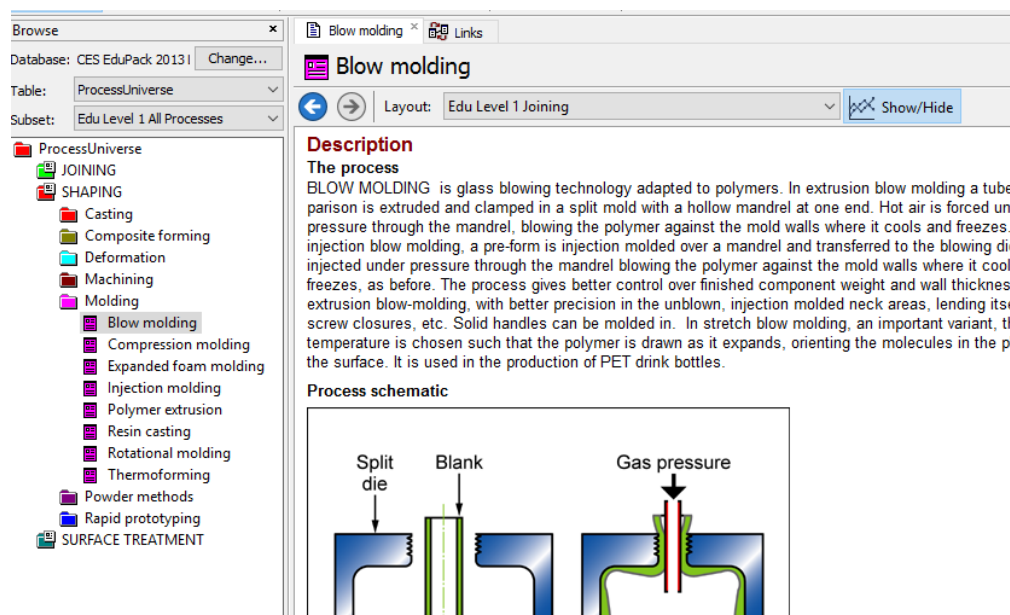 Browse
Database: CES EduPack 2013 Change...
Table: ProcessUniverse
Subset: Edu Level 1 All Processes
ProcessUniverse
JOINING
SHAPING
Casting
Composite forming
Deformation
Machining
Molding
Blow molding
Compression molding
Expanded foam molding
Injection molding
Polymer extrusion
Resin casting
Rotational molding
Thermoforming
Powder methods
Rapid prototyping
SURFACE TREATMENT
Blow molding Links
Blow molding
Layout: Edu Level 1 Joining Show/Hide
Description
The process
BLOW MOLDING is glass blowing technology adapted to polymers. In extrusion blow molding a tube
parison is extruded and clamped in a split mold with a hollow mandrel at one end. Hot air is forced un
pressure through the mandrel, blowing the polymer against the mold walls where it cools and freezes.
injection blow molding, a pre-form is injection molded over a mandrel and transferred to the blowing di
injected under pressure through the mandrel blowing the polymer against the mold walls where it cool
freezes, as before. The process gives better control over finished component weight and wall thicknes
extrusion blow-molding, with better precision in the unblown, injection molded neck areas, lending itse
screw closures, etc. Solid handles can be molded in. In stretch blow molding, an important variant, th
temperature is chosen such that the polymer is drawn as it expands, orienting the molecules in the p
the surface. It is used in the production of PET drink bottles.
Process schematic
Split
die
Blank
Gas pressure